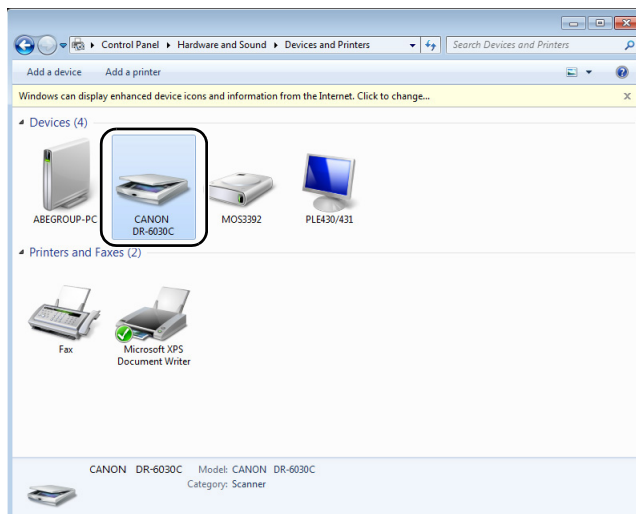 Control Panel ▸ Hardware and Sound ▸ Devices and Printers
Search Devices and Printers
Add a device Add a printer
Windows can display enhanced device icons and information from the Internet. Click to change...
Devices (4)
ABEGROUP-PC
CANON
DR-6030C
MOS3392
PLE430/431
Printers and Faxes (2)
Fax
Microsoft XPS
Document Writer
CANON DR-6030C Model: CANON DR-6030C
Category: Scanner